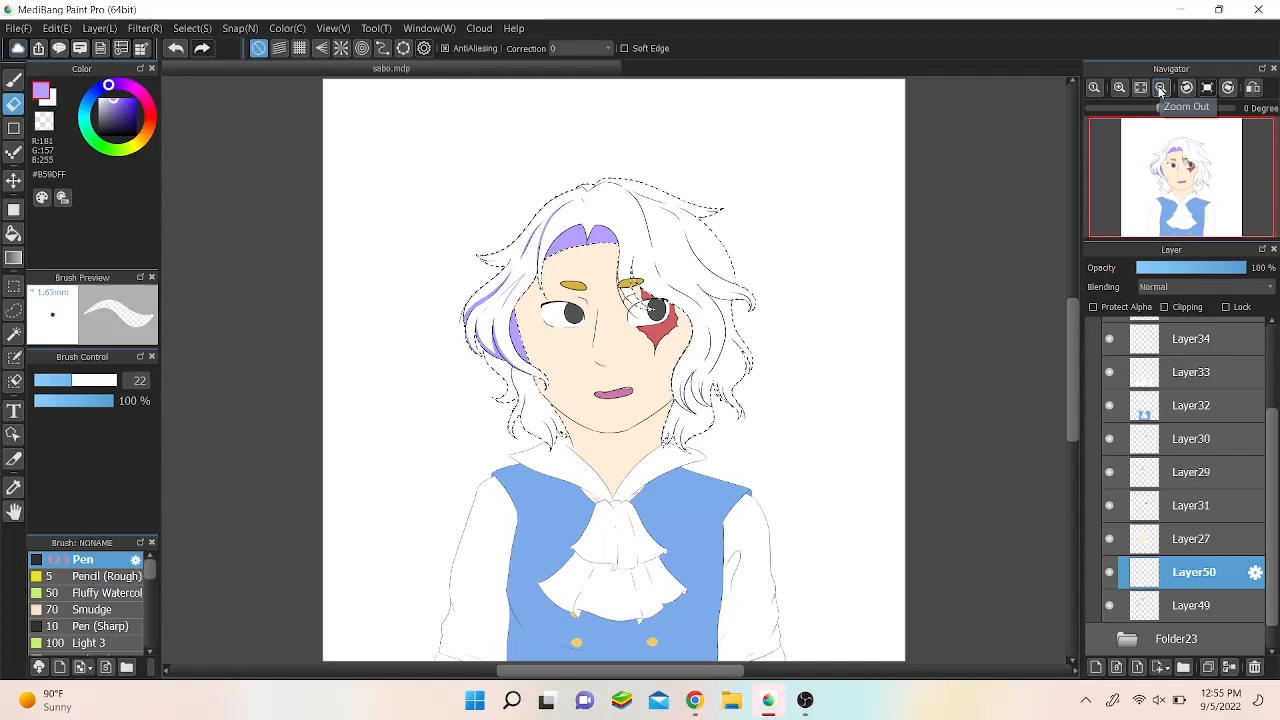 MediBang Paint Pro (64bit)
File(F) Edit(E) Layer(L) Filter(R) Select(S) Snap(N) Color(C) View(V) Tool(T) Window(W) Cloud Help
AntiAliasing Correction 0 Soft Edge
Color
sabo.mdp
Navigator
Zoom Out
0 Degree
R:181
G:157
B:255
#B59DFF
Brush Preview
1.63mm
Brush Control
22
100 %
Layer
Opacity 100 %
Blending Normal
Protect Alpha Clipping Lock
Layer34
Layer33
Layer32
Layer30
Layer29
Layer31
Layer27
Layer50
Layer49
Folder23
Brush: NONAME
12.1 Pen
5 Pencil (Rough)
50 Fluffy Watercol
70 Smudge
10 Pen (Sharp)
100 Light 3
90°F
Sunny
12:55 PM
9/5/2022